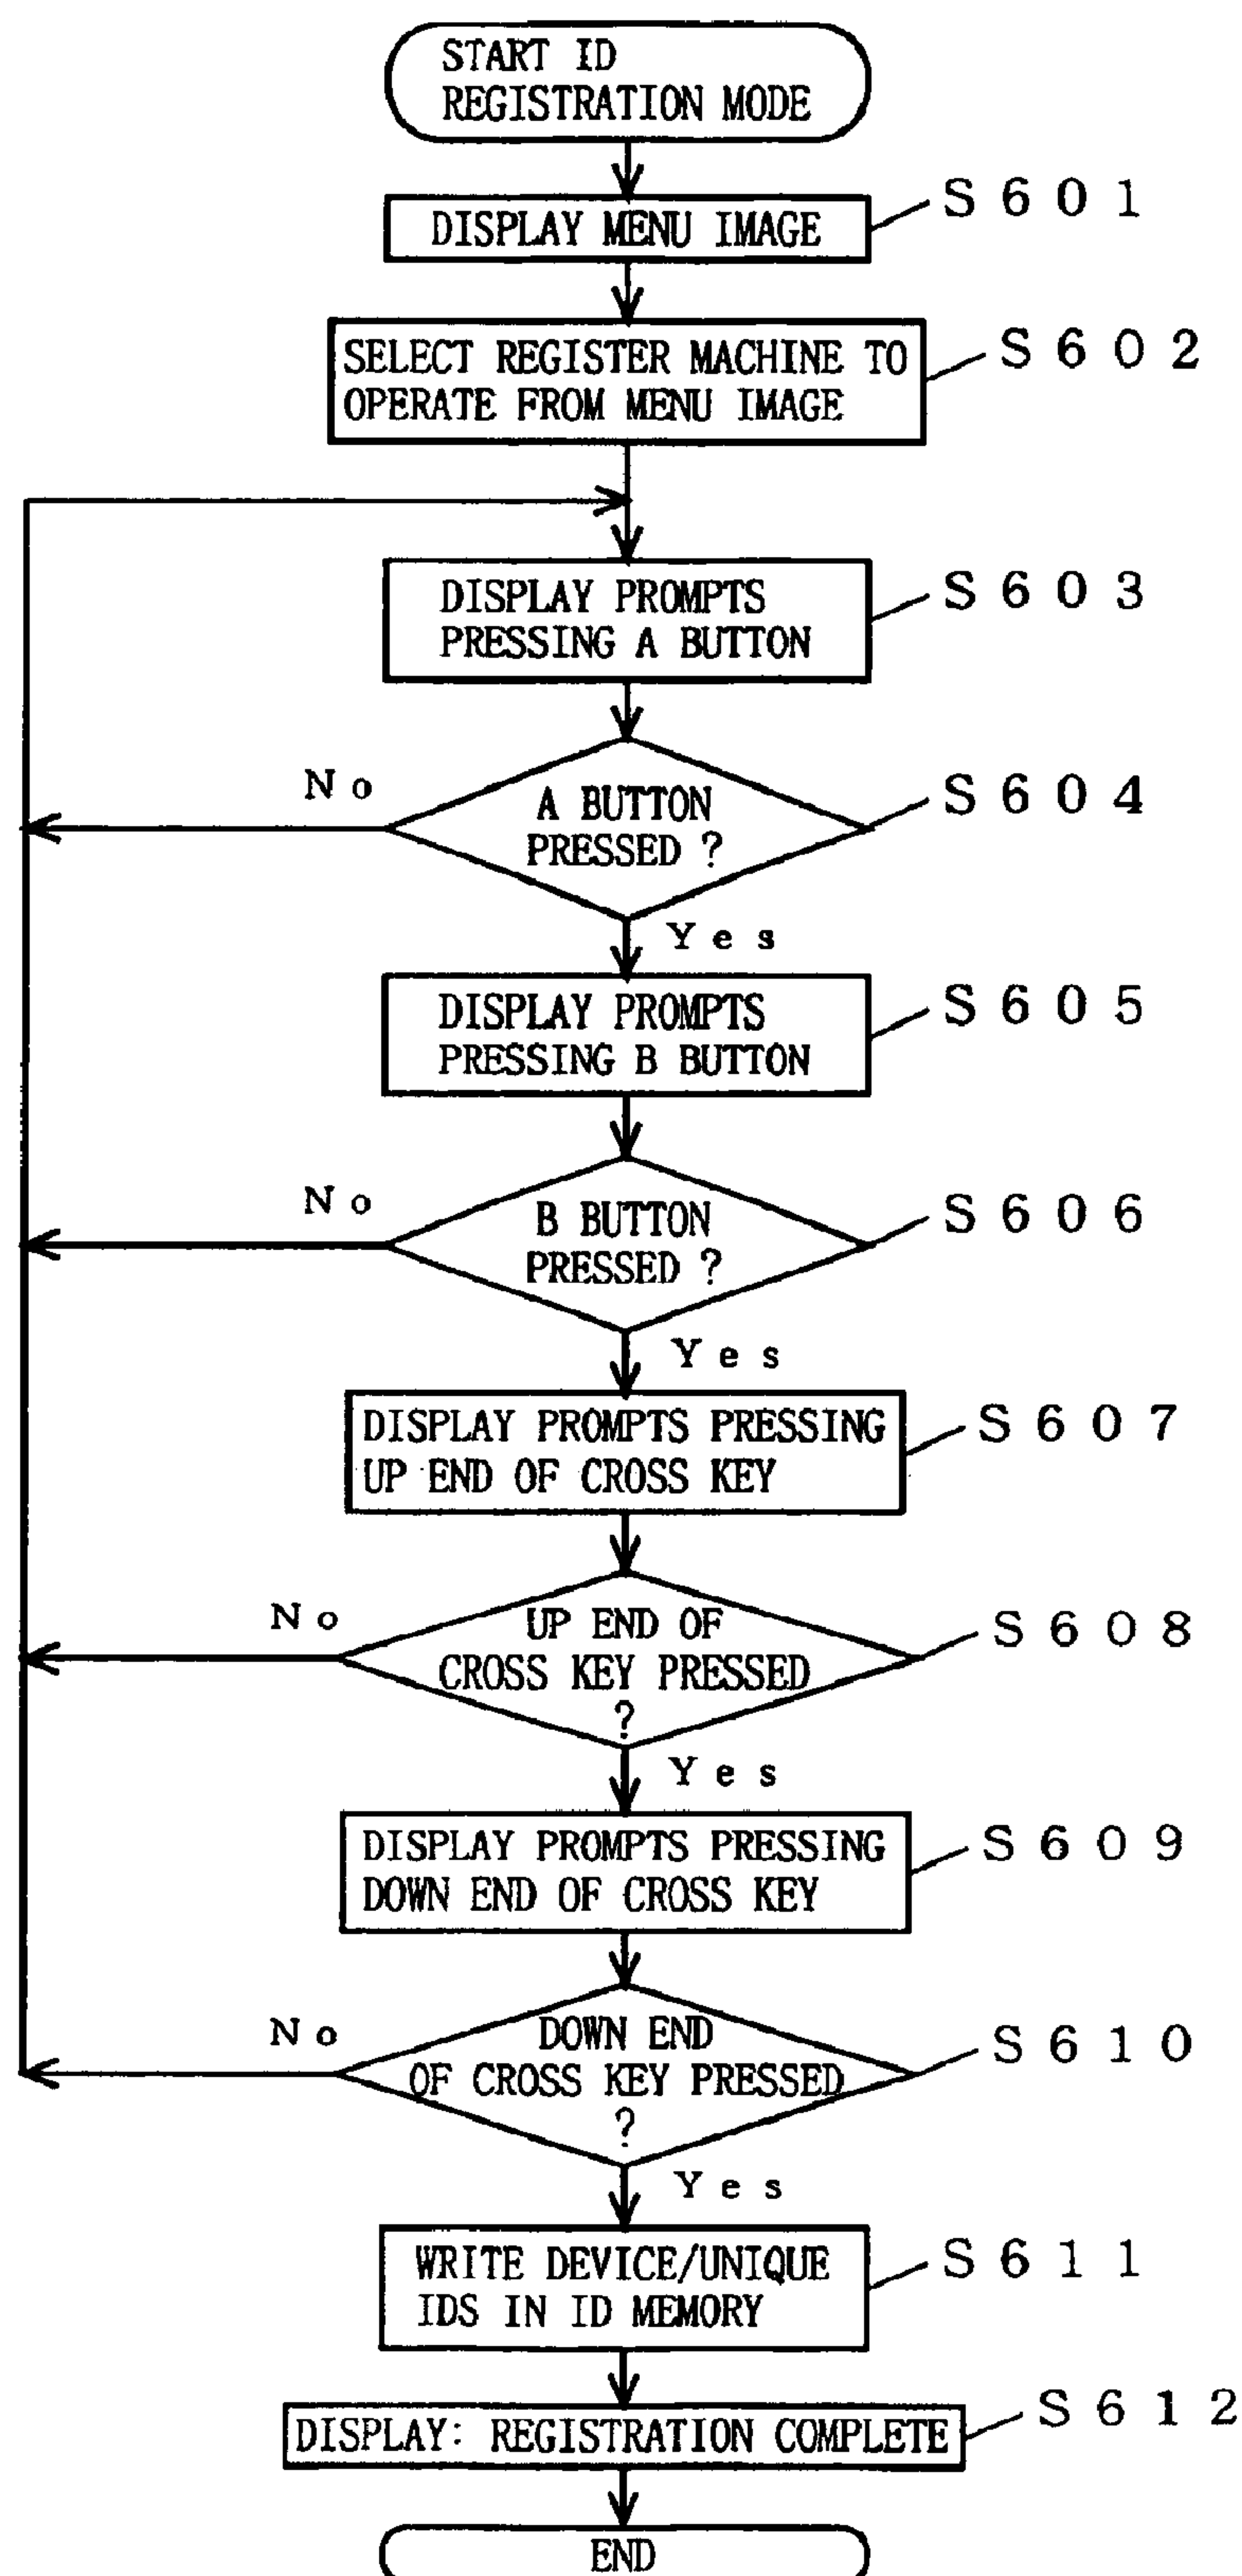 START ID
REGISTRATION MODE
DISPLAY MENU IMAGE
S601
SELECT REGISTER MACHINE TO
OPERATE FROM MENU IMAGE
S602
DISPLAY PROMPTS
PRESSING A BUTTON
S603
No
A BUTTON
PRESSED ?
S604
Yes
DISPLAY PROMPTS
PRESSING B BUTTON
S605
No
B BUTTON
PRESSED ?
S606
Yes
DISPLAY PROMPTS PRESSING
UP END OF CROSS KEY
S607
No
UP END OF
CROSS KEY PRESSED
?
S608
Yes
DISPLAY PROMPTS PRESSING
DOWN END OF CROSS KEY
S609
No
DOWN END
OF CROSS KEY PRESSED
?
S610
Yes
WRITE DEVICE/UNIQUE
IDS IN ID MEMORY
S611
DISPLAY: REGISTRATION COMPLETE
S612
END